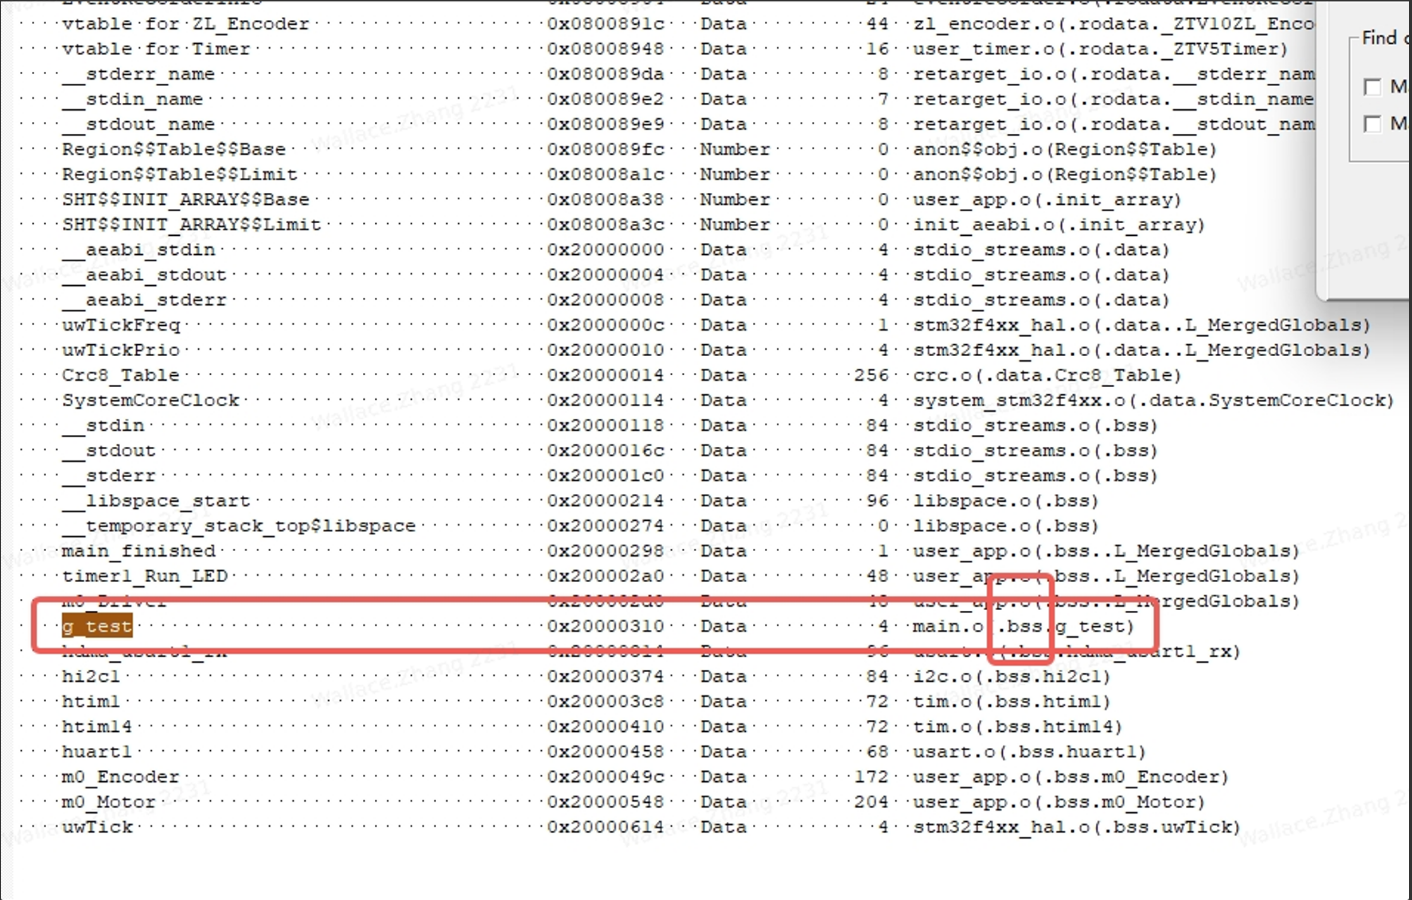 vtable for ZL_Encoder 0x0800891c Data 44 zl_encoder.o(.rodata._ZTV10ZL_Enco
Find
vtable for Timer 0x08008948 Data 16 user_timer.o(.rodata._ZTV5Timer)
__stderr_name 0x080089da Data 8 retarget_io.o(.rodata.__stderr_nam
__stdin_name 0x080089e2 Data 7 retarget_io.o(.rodata.__stdin_name
__stdout_name 0x080089e9 Data 8 retarget_io.o(.rodata.__stdout_nam
Region$$Table$$Base 0x080089fc Number 0 anon$$obj.o(Region$$Table)
Region$$Table$$Limit 0x08008a1c Number 0 anon$$obj.o(Region$$Table)
SHT$$INIT_ARRAY$$Base 0x08008a38 Number 0 user_app.o(.init_array)
SHT$$INIT_ARRAY$$Limit 0x08008a3c Number 0 init_aeabi.o(.init_array)
__aeabi_stdin 0x20000000 Data 4 stdio_streams.o(.data)
__aeabi_stdout 0x20000004 Data 4 stdio_streams.o(.data)
__aeabi_stderr 0x20000008 Data 4 stdio_streams.o(.data)
uwTickFreq 0x2000000c Data 1 stm32f4xx_hal.o(.data..L_MergedGlobals)
uwTickPrio 0x20000010 Data 4 stm32f4xx_hal.o(.data..L_MergedGlobals)
Crc8_Table 0x20000014 Data 256 crc.o(.data.Crc8_Table)
SystemCoreClock 0x20000114 Data 4 system_stm32f4xx.o(.data.SystemCoreClock)
__stdin 0x20000118 Data 84 stdio_streams.o(.bss)
__stdout 0x2000016c Data 84 stdio_streams.o(.bss)
__stderr 0x200001c0 Data 84 stdio_streams.o(.bss)
__libspace_start 0x20000214 Data 96 libspace.o(.bss)
__temporary_stack_top$libspace 0x20000274 Data 0 libspace.o(.bss)
main_finished 0x20000298 Data 1 user_app.o(.bss..L_MergedGlobals)
timer1_Run_LED 0x200002a0 Data 48 user_app.o(.bss..L_MergedGlobals)
m0_Driver 0x200002d0 Data 48 user_app.o(.bss..L_MergedGlobals)
g_test 0x20000310 Data 4 main.o(.bss.g_test)
hdma_usart1_rx 0x20000314 Data 96 usart.o(.bss.hdma_usart1_rx)
hi2c1 0x20000374 Data 84 i2c.o(.bss.hi2c1)
htim1 0x200003c8 Data 72 tim.o(.bss.htim1)
htim14 0x20000410 Data 72 tim.o(.bss.htim14)
huart1 0x20000458 Data 68 usart.o(.bss.huart1)
m0_Encoder 0x2000049c Data 172 user_app.o(.bss.m0_Encoder)
m0_Motor 0x20000548 Data 204 user_app.o(.bss.m0_Motor)
uwTick 0x20000614 Data 4 stm32f4xx_hal.o(.bss.uwTick)
Wallace.Zhang 2231